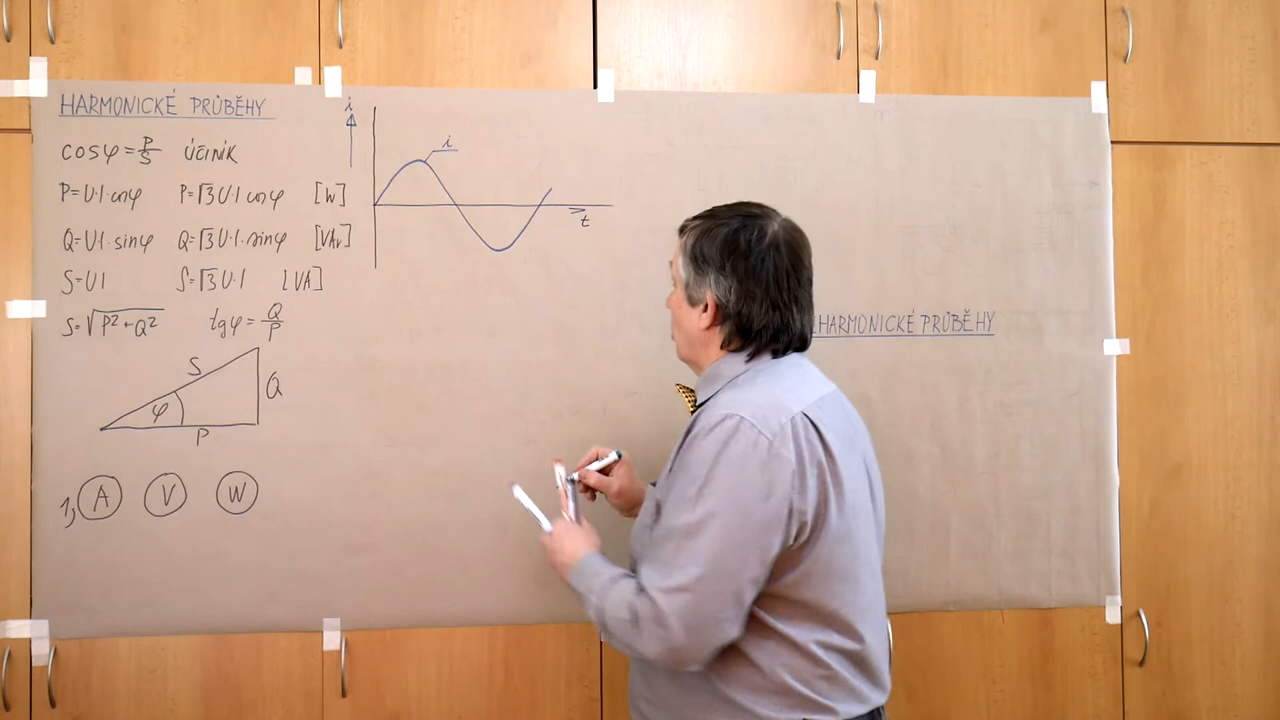 HARMONICKÉ PRŮBĚHY
cosφ = P/S ÚČINÍK
P=U·I·cosφ P=√3 U·I cosφ [W]
Q=U·I·sinφ Q=√3 U·I·sinφ [VAr]
S=UI S=√3 U·I [VA]
S=√P²+Q² tgφ = Q/P
S
φ
Q
P
1, A V W
i
i
t
HARMONICKÉ PRŮBĚHY